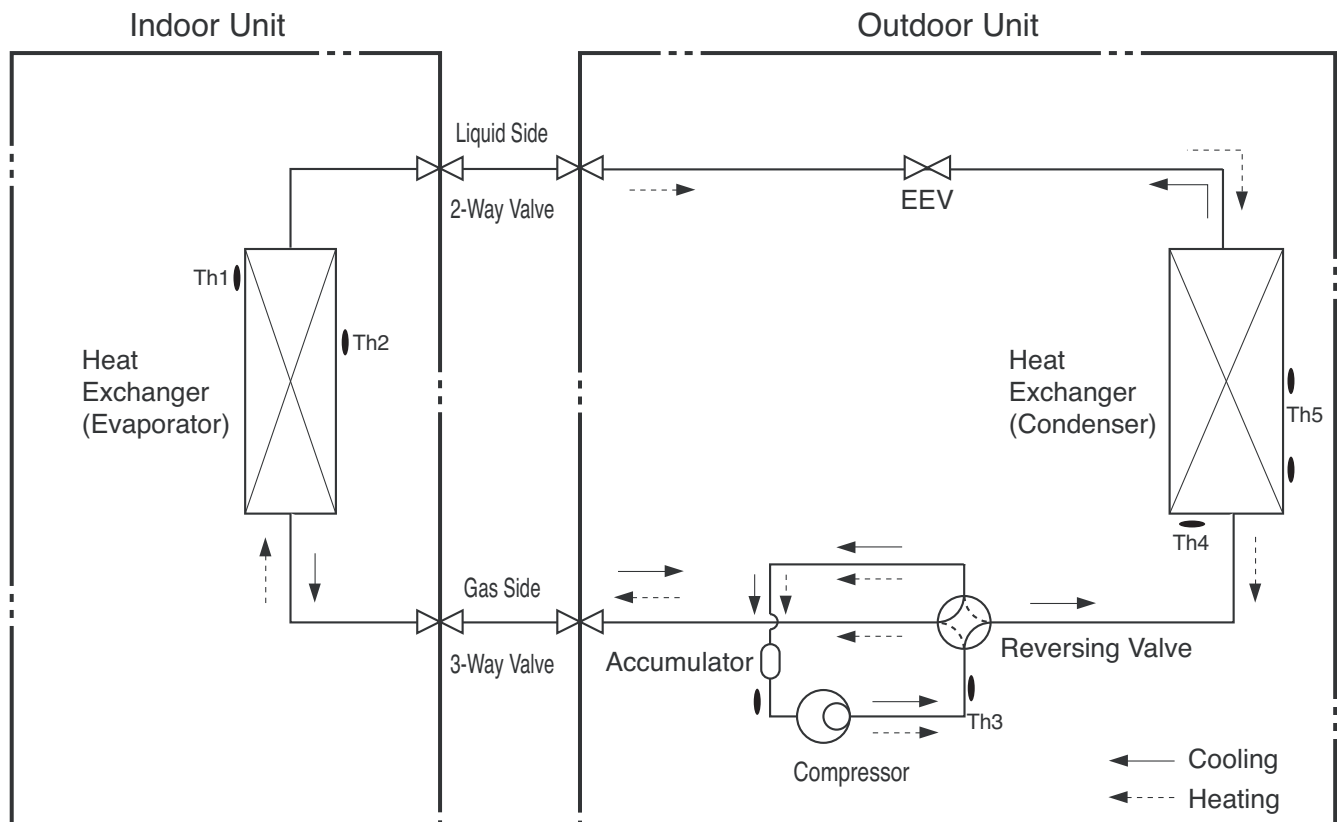 Indoor Unit
Outdoor Unit
Liquid Side
2-Way Valve
EEV
Th1
Th2
Heat
Exchanger
(Evaporator)
Heat
Exchanger
(Condenser)
Th5
Th4
Gas Side
3-Way Valve
Accumulator
Reversing Valve
Th3
Compressor
Cooling
Heating